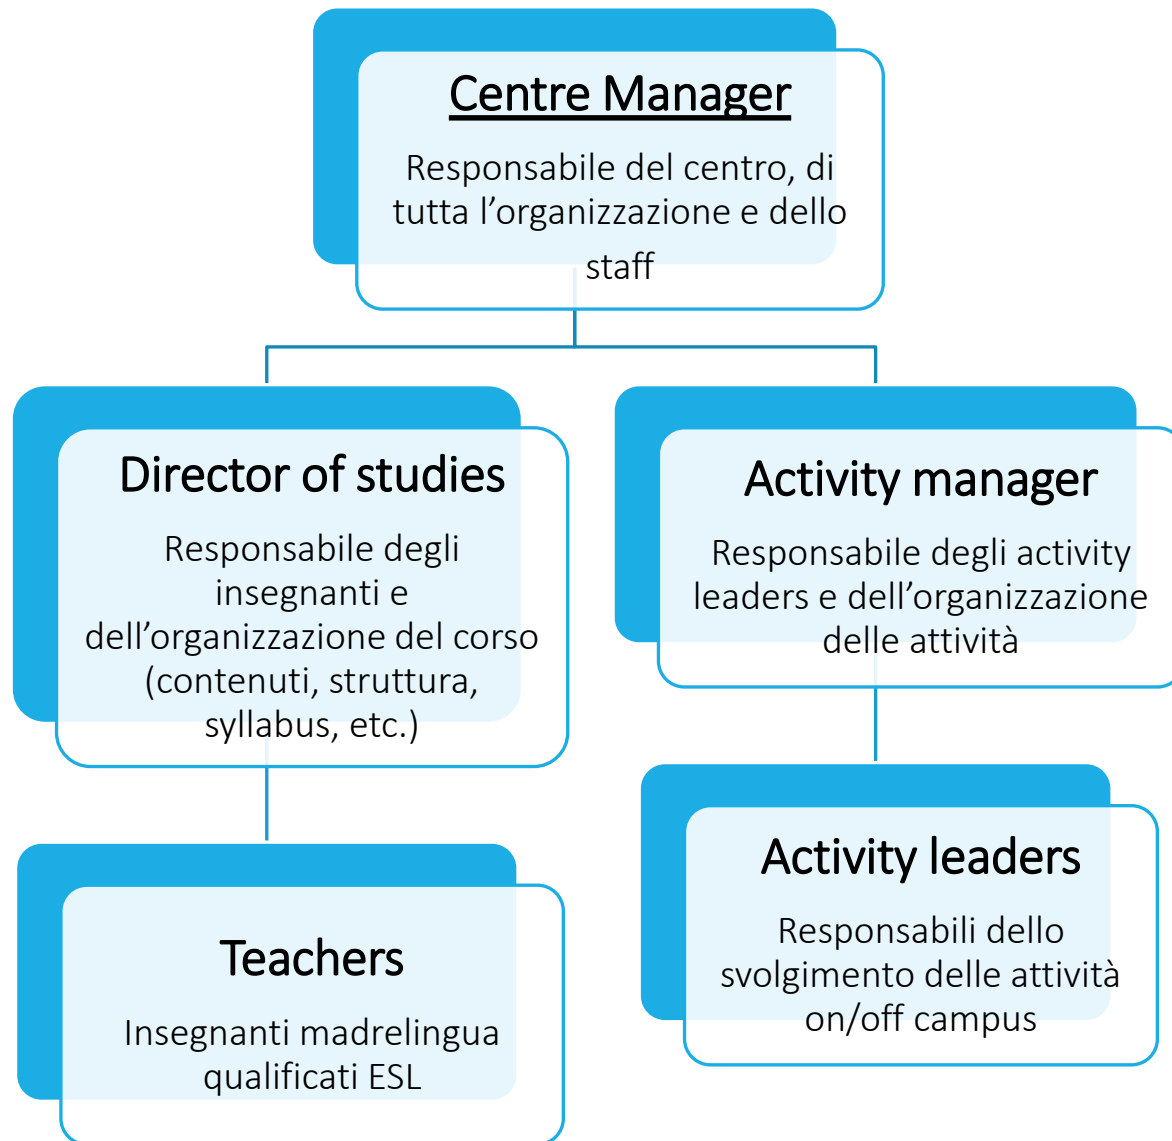 Centre Manager
Responsabile del centro, di
tutta l’organizzazione e dello
staff
Director of studies
Responsabile degli
insegnanti e
dell’organizzazione del corso
(contenuti, struttura,
syllabus, etc.)
Activity manager
Responsabile degli activity
leaders e dell’organizzazione
delle attività
Teachers
Insegnanti madrelingua
qualificati ESL
Activity leaders
Responsabili dello
svolgimento delle attività
on/off campus